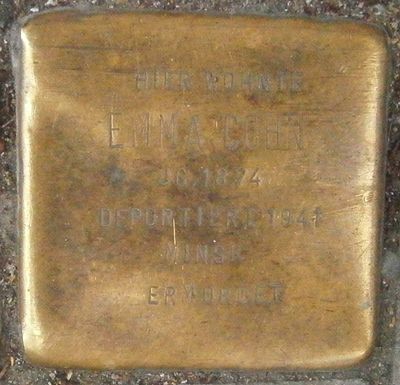 HIER WOHNTE
EMMA COHN
JG. 1874
DEPORTIERT 1941
MINSK
ERMORDET